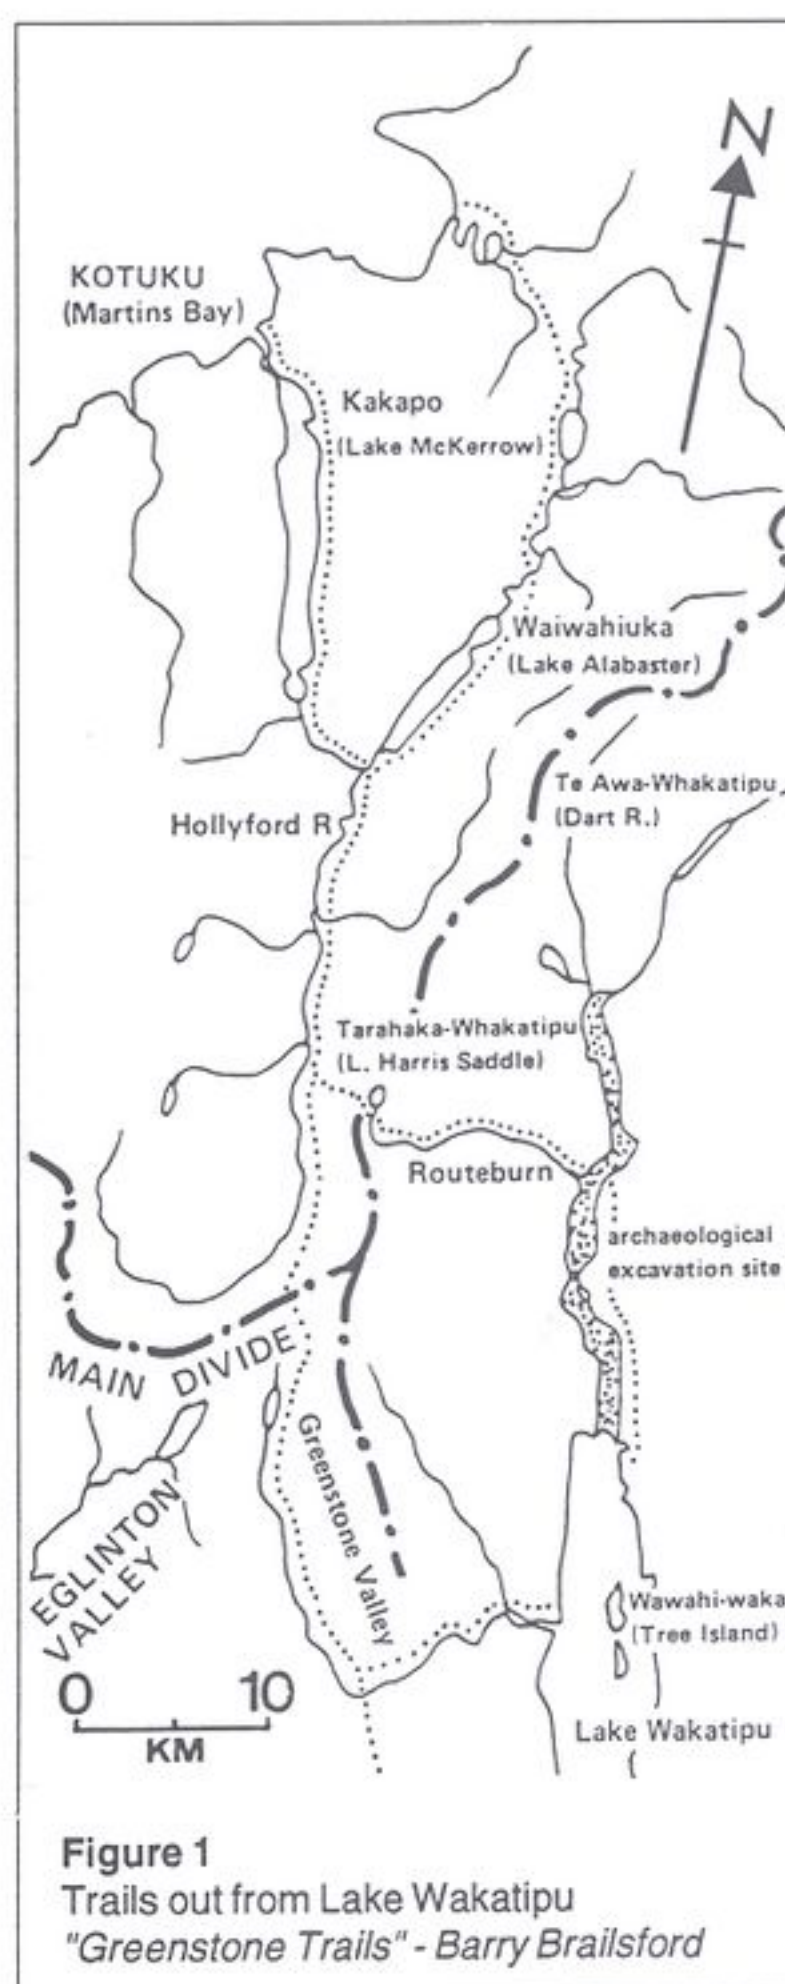 N
KOTUKU
(Martins Bay)
Kakapo
(Lake McKerrow)
Waiwahiuka
(Lake Alabaster)
Te Awa-Whakatipu
(Dart R.)
Hollyford R
Tarahaka-Whakatipu
(L. Harris Saddle)
Routeburn
archaeological
excavation site
MAIN DIVIDE
Greenstone Valley
EGLINTON
VALLEY
Wawahi-waka
(Tree Island)
Lake Wakatipu
0 10
KM
Figure 1
Trails out from Lake Wakatipu
"Greenstone Trails" - Barry Brailsford